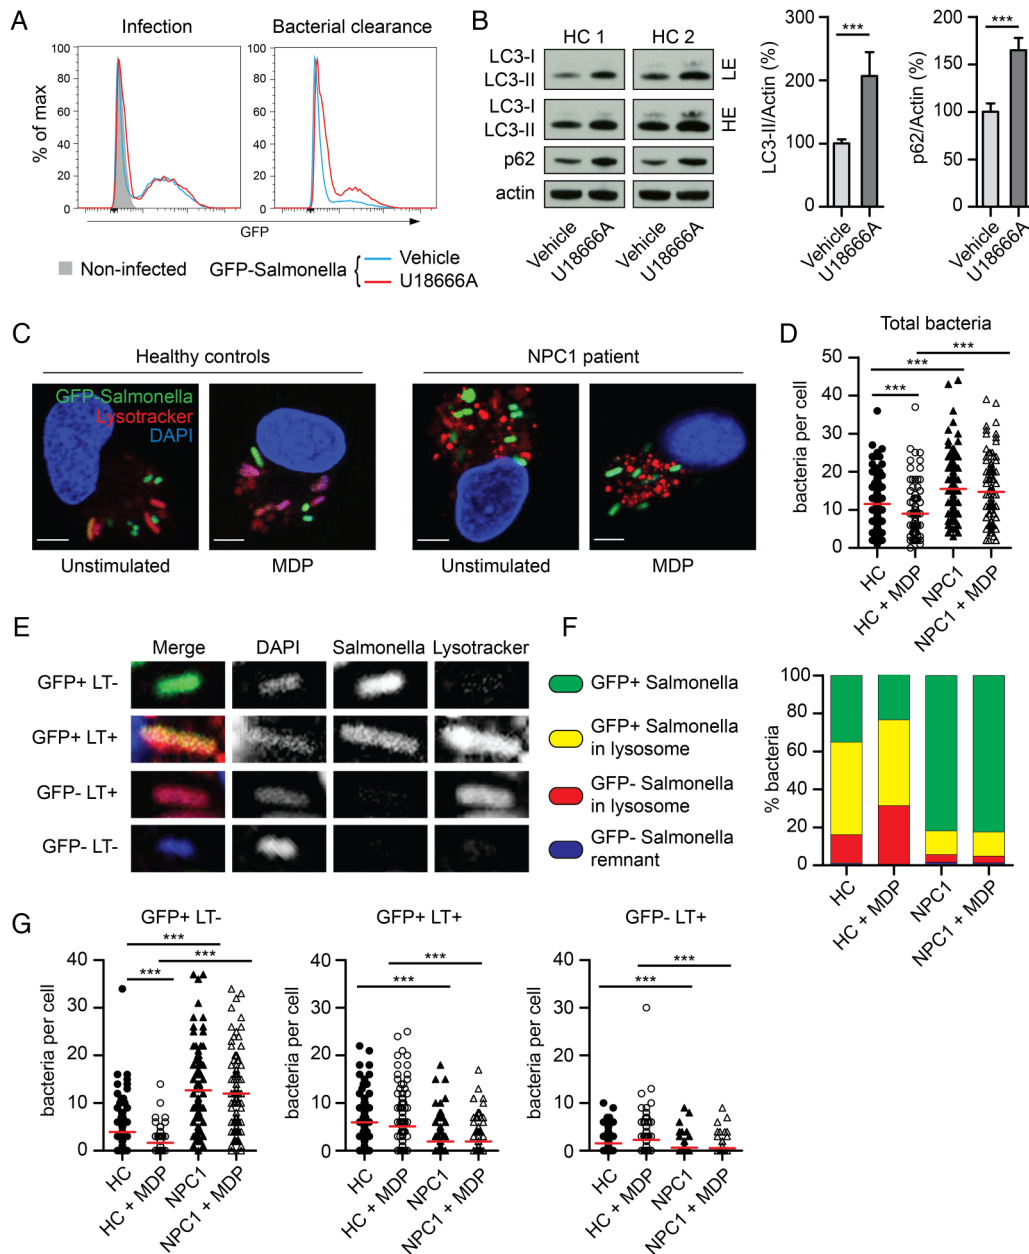 A
Infection
Bacterial clearance
% of max
100
80
60
40
20
0
100
80
60
40
20
0
GFP
Non-infected
GFP-Salmonella
Vehicle
U18666A
B
HC 1
HC 2
LC3-I
LC3-II
LE
LC3-I
LC3-II
HE
p62
actin
Vehicle
U18666A
Vehicle
U18666A
LC3-II/Actin (%)
300
200
100
0
***
Vehicle
U18666A
p62/Actin (%)
200
150
100
50
0
***
Vehicle
U18666A
C
Healthy controls
NPC1 patient
GFP-Salmonella
Lysotracker
DAPI
Unstimulated
MDP
Unstimulated
MDP
D
Total bacteria
***
***
***
bacteria per cell
50
40
30
20
10
0
HC
HC + MDP
NPC1
NPC1 + MDP
E
Merge
DAPI
Salmonella
Lysotracker
GFP+ LT-
GFP+ LT+
GFP- LT+
GFP- LT-
F
GFP+ Salmonella
GFP+ Salmonella
in lysosome
GFP- Salmonella
in lysosome
GFP- Salmonella
remnant
% bacteria
100
80
60
40
20
0
HC
HC + MDP
NPC1
NPC1 + MDP
G
GFP+ LT-
***
***
***
bacteria per cell
40
30
20
10
0
HC
HC + MDP
NPC1
NPC1 + MDP
GFP+ LT+
***
***
bacteria per cell
40
30
20
10
0
HC
HC + MDP
NPC1
NPC1 + MDP
GFP- LT+
***
***
bacteria per cell
40
30
20
10
0
HC
HC + MDP
NPC1
NPC1 + MDP